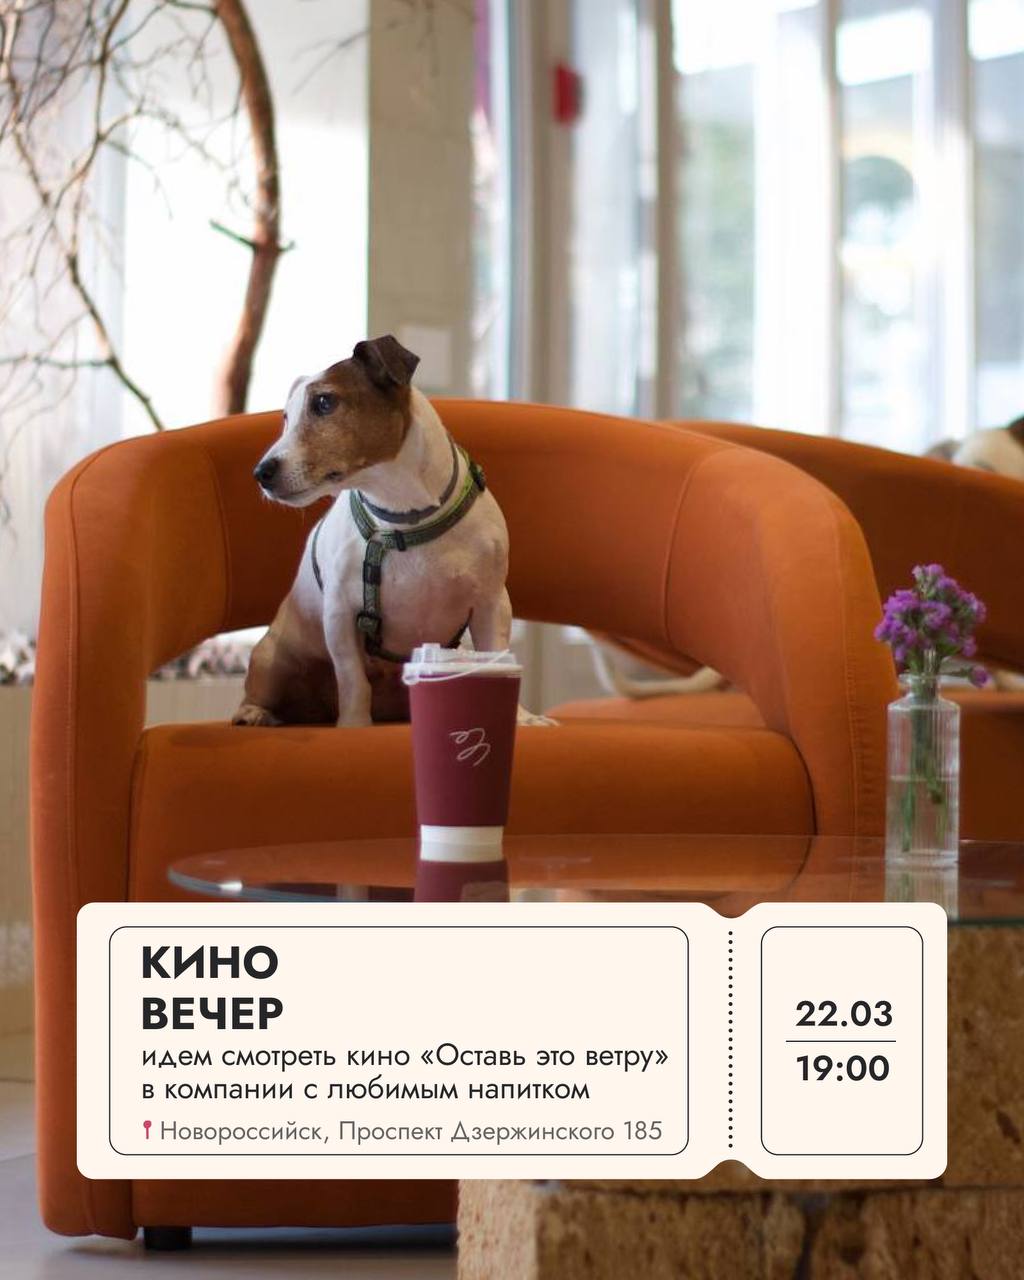 КИНО
ВЕЧЕР
идем смотреть кино «Оставь это ветру»
в компании с любимым напитком
Новороссийск, Проспект Дзержинского 185
22.03
19:00